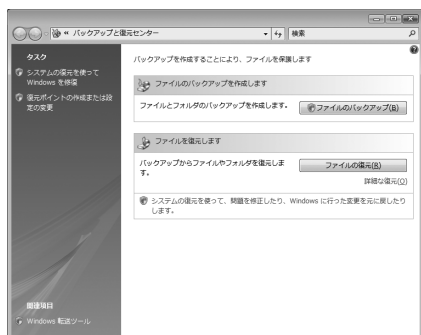 « バックアップと復元センター
検索
タスク
システムの復元を使って
Windows を修復
復元ポイントの作成または設
定の変更
関連項目
Windows 転送ツール
バックアップを作成することにより、ファイルを保護します
ファイルのバックアップを作成します
ファイルとフォルダのバックアップを作成します。
ファイルのバックアップ(B)
ファイルを復元します
バックアップからファイルやフォルダを復元しま
す。
ファイルの復元(R)
詳細な復元(O)
システムの復元を使って、問題を修正したり、Windows に行った変更を元に戻したり
します。